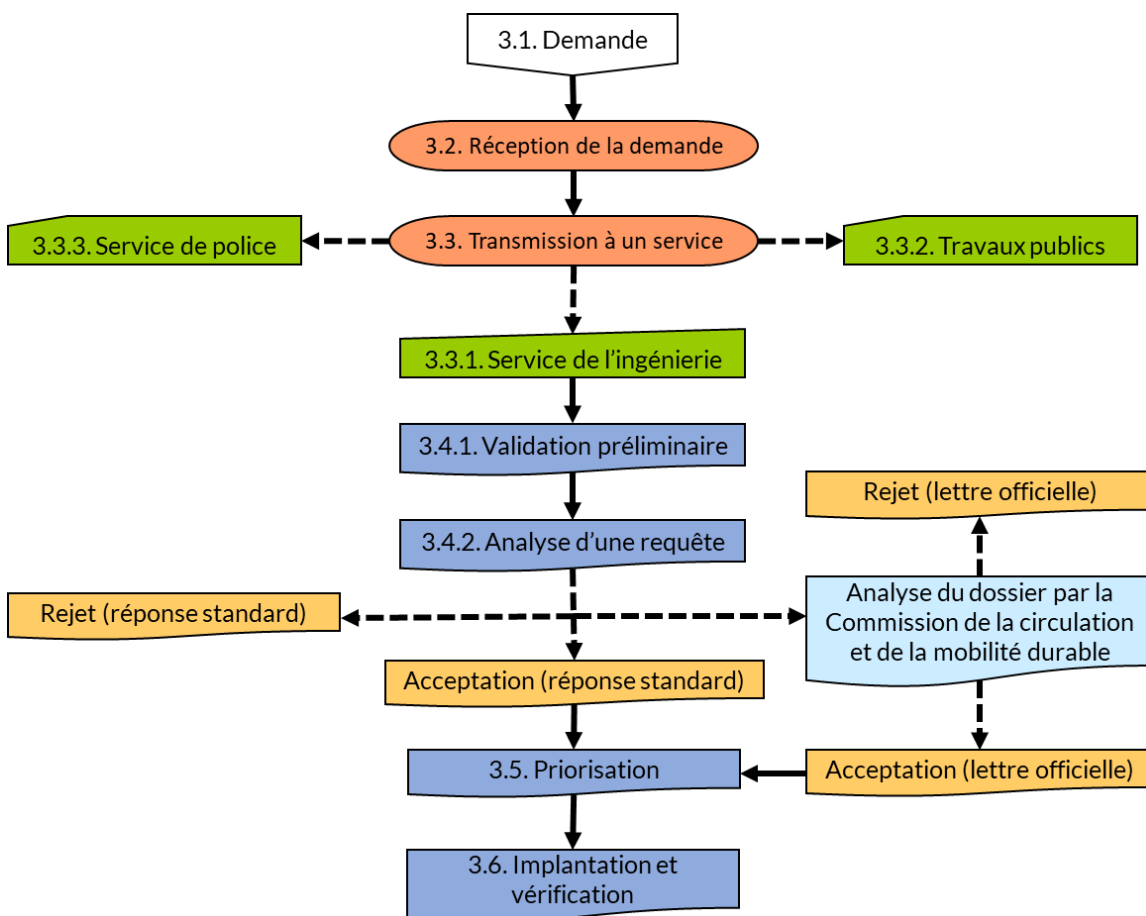 3.1. Demande
3.2. Réception de la demande
3.3.3. Service de police
3.3. Transmission à un service
3.3.2. Travaux publics
3.3.1. Service de l'ingénierie
3.4.1. Validation préliminaire
Rejet (lettre officielle)
3.4.2. Analyse d'une requête
Rejet (réponse standard)
Analyse du dossier par la
Commission de la circulation
et de la mobilité durable
Acceptation (réponse standard)
3.5. Priorisation
Acceptation (lettre officielle)
3.6. Implantation et
vérification